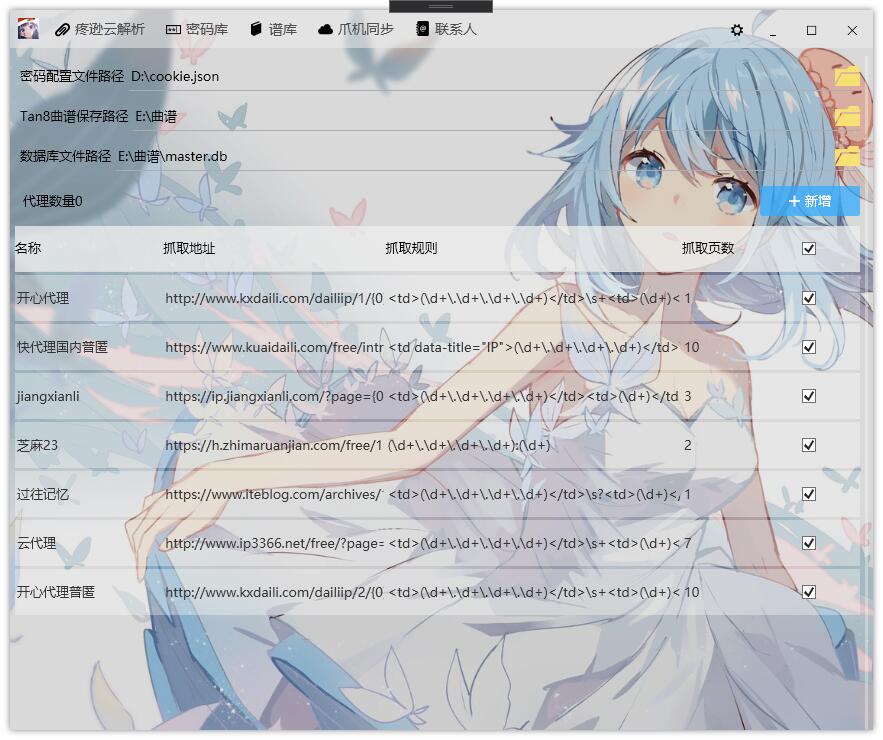 疼逊云解析 密码库 谱库 爪机同步 联系人
密码配置文件路径 D:\cookie.json
Tan8曲谱保存路径 E:\曲谱
数据库文件路径 E:\曲谱\master.db
代理数量0 新增
名称 抓取地址 抓取规则 抓取页数
开心代理 http://www.kxdaili.com/dailiip/1/{0 <td>(\d+\.\d+\.\d+\.\d+)</td>\s+<td>(\d+)< 1
快代理国内普匿 https://www.kuaidaili.com/free/intr <td data-title="IP">(\d+\.\d+\.\d+\.\d+)</td> 10
jiangxianli https://ip.jiangxianli.com/?page={0 <td>(\d+\.\d+\.\d+\.\d+)</td><td>(\d+)</td 3
芝麻23 https://h.zhimaruanjian.com/free/1 (\d+\.\d+\.\d+\.\d+):(\d+) 2
过往记忆 https://www.iteblog.com/archives/ <td>(\d+\.\d+\.\d+\.\d+)</td>\s?<td>(\d+)</ 1
云代理 http://www.ip3366.net/free/?page= <td>(\d+\.\d+\.\d+\.\d+)</td>\s+<td>(\d+)< 7
开心代理普匿 http://www.kxdaili.com/dailiip/2/{0 <td>(\d+\.\d+\.\d+\.\d+)</td>\s+<td>(\d+)< 10